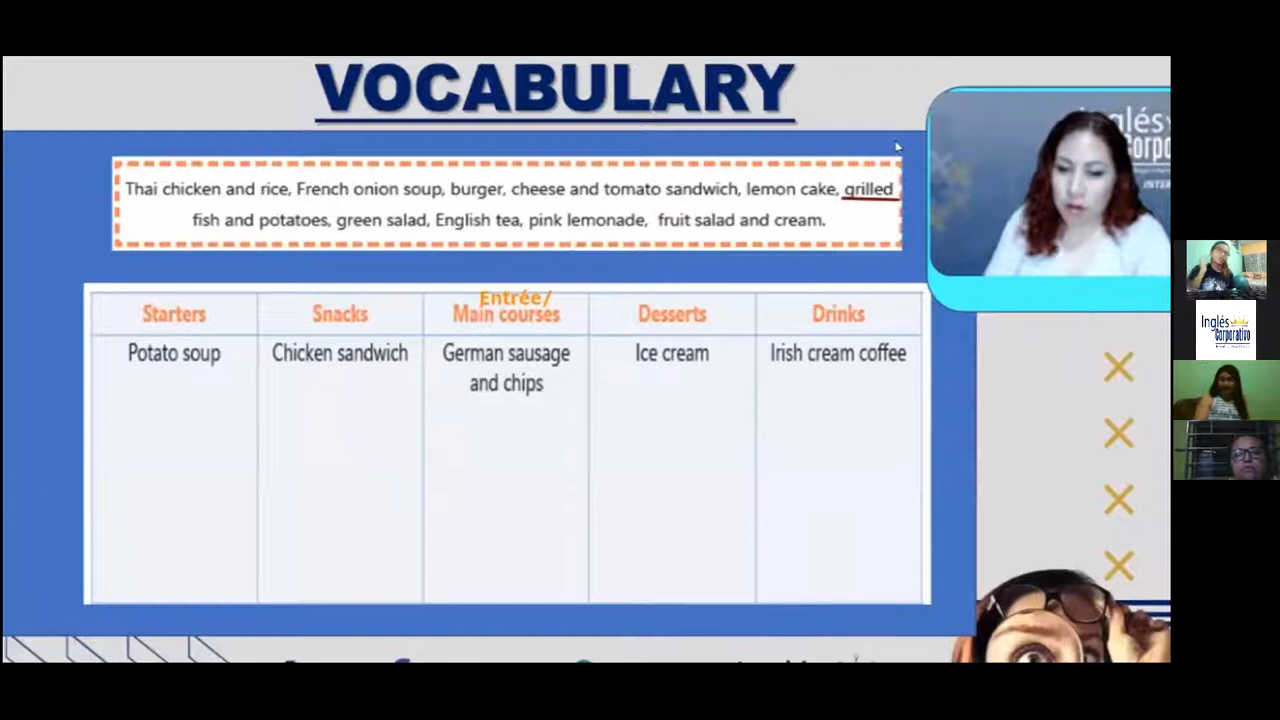 VOCABULARY
Thai chicken and rice, French onion soup, burger, cheese and tomato sandwich, lemon cake, grilled
fish and potatoes, green salad, English tea, pink lemonade, fruit salad and cream.
Starters
Snacks
Entrée/
Main courses
Desserts
Drinks
Potato soup
Chicken sandwich
German sausage
and chips
Ice cream
Irish cream coffee
Inglés
Corporativo